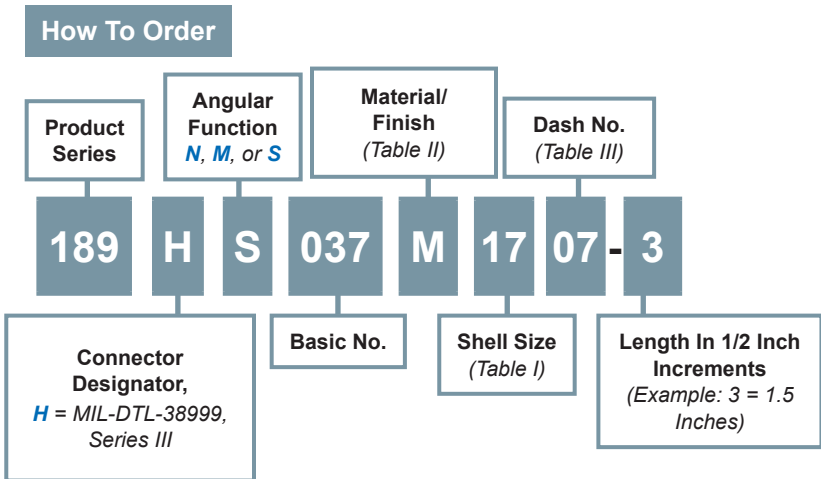 How To Order
Product
Series
Angular
Function
N, M, or S
Material/
Finish
(Table II)
Dash No.
(Table III)
189 H S 037 M 17 07 - 3
Connector
Designator,
H = MIL-DTL-38999,
Series III
Basic No.
Shell Size
(Table I)
Length In 1/2 Inch
Increments
(Example: 3 = 1.5
Inches)